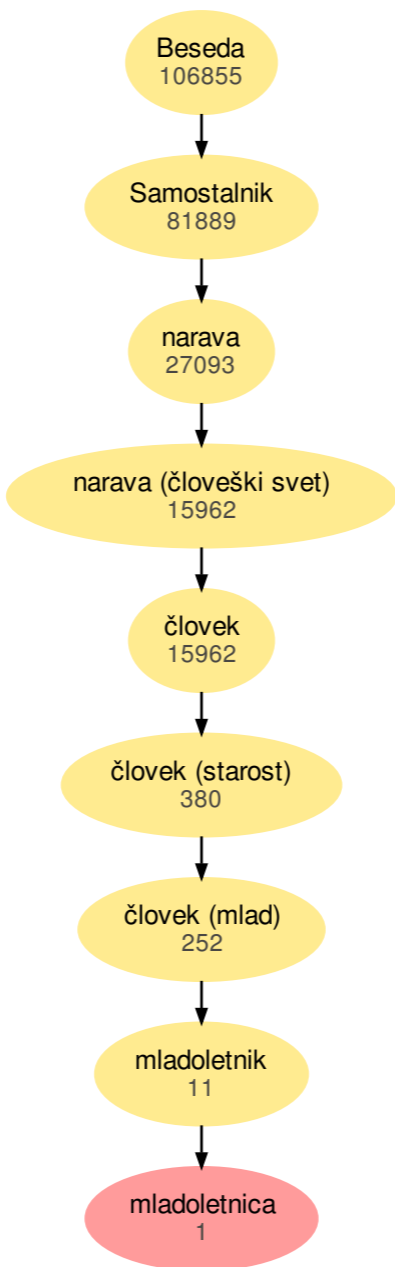 Beseda
106855
Samostalnik
81889
narava
27093
narava (človeški svet)
15962
človek
15962
človek (starost)
380
človek (mlad)
252
mladoletnik
11
mladoletnica
1